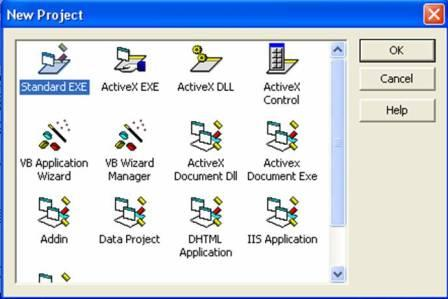 New Project
Standard EXE
ActiveX EXE
ActiveX DLL
ActiveX
Control
VB Application
Wizard
VB Wizard
Manager
ActiveX
Document Dll
Activex
Document Exe
Addin
Data Project
DHTML
Application
IIS Application
OK
Cancel
Help